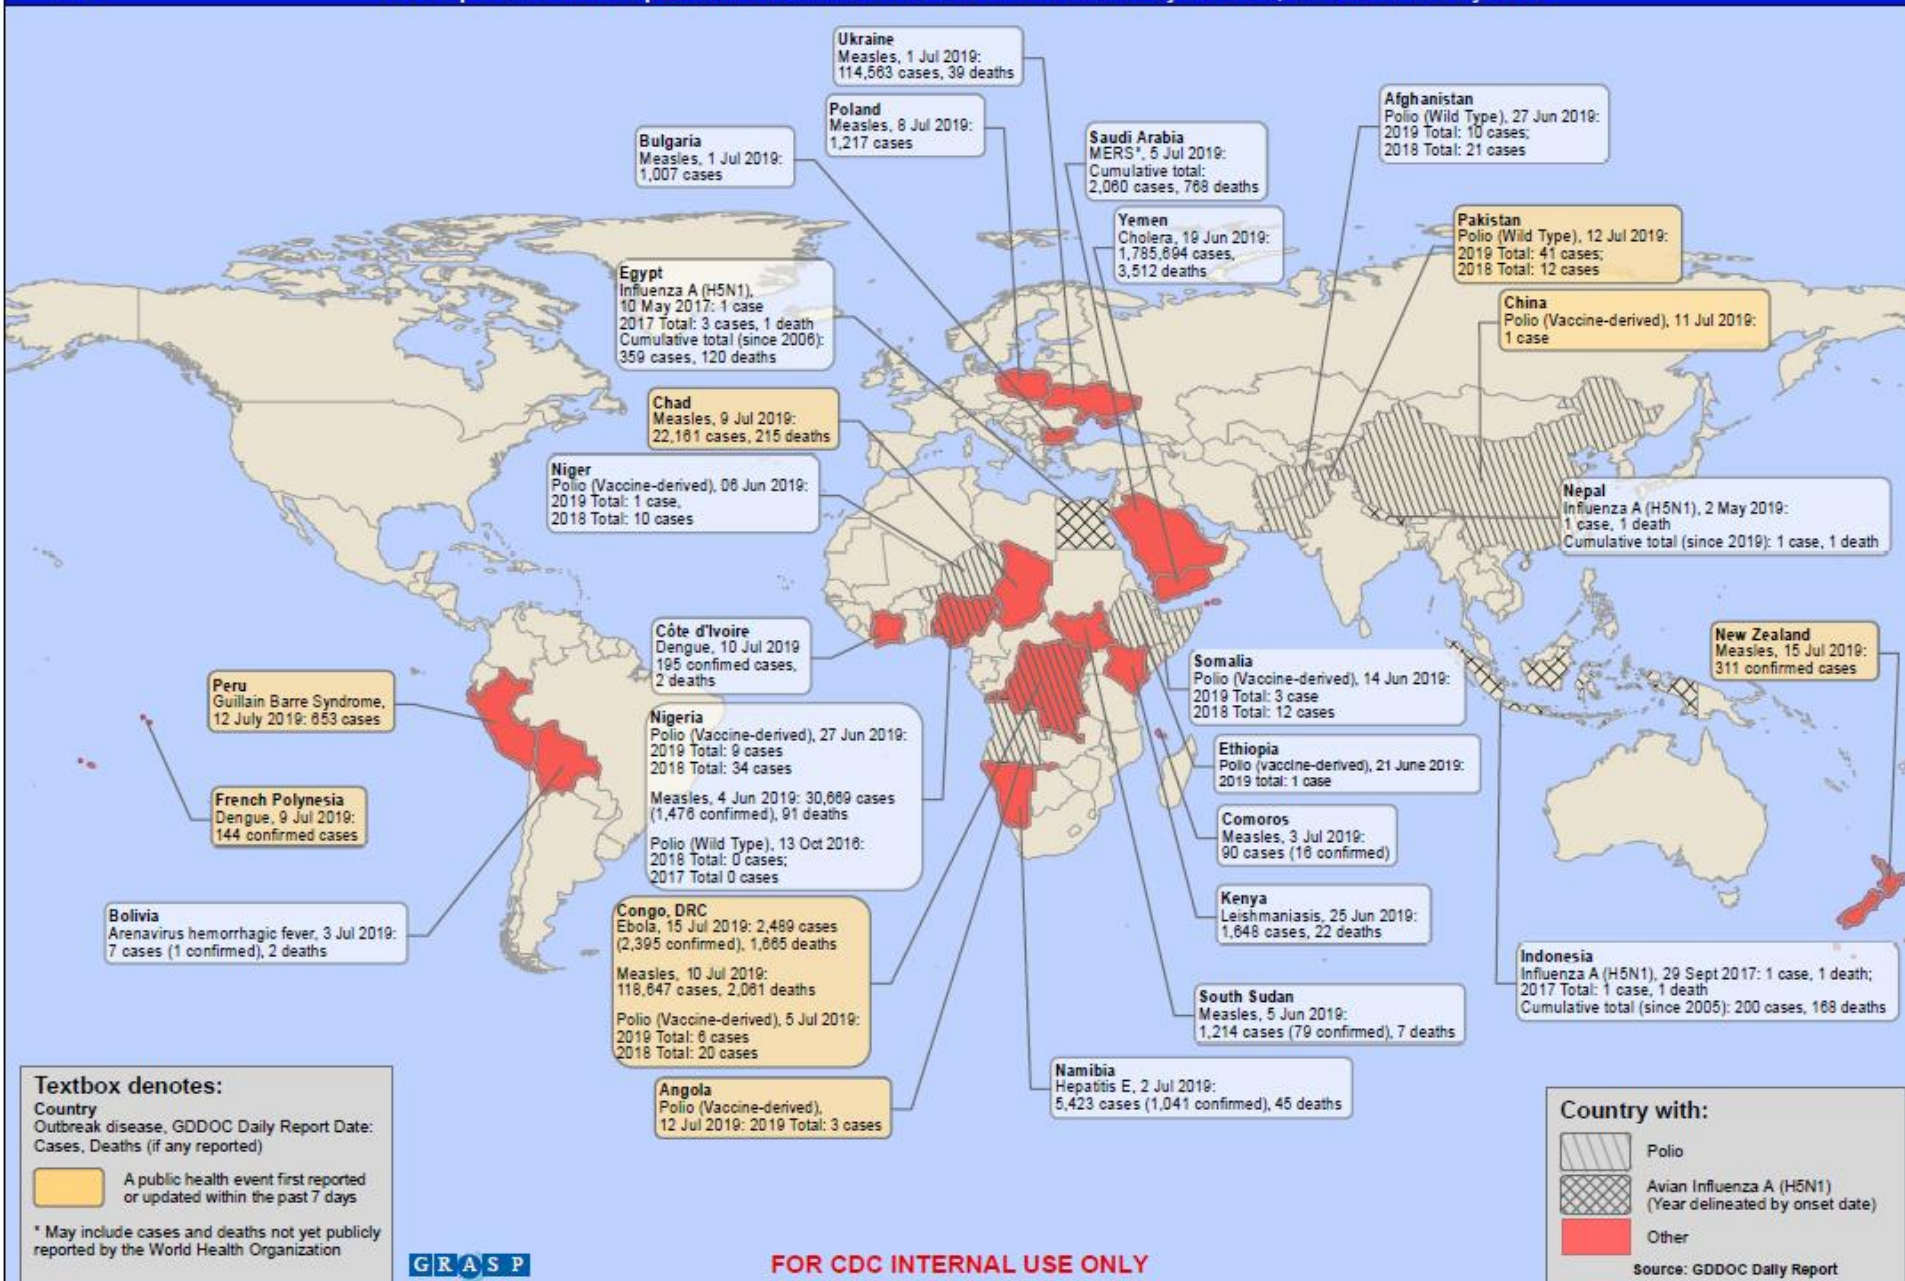 Ukraine
Measles, 1 Jul 2019:
114,563 cases, 39 deaths
Poland
Measles, 8 Jul 2019:
1,217 cases
Bulgaria
Measles, 1 Jul 2019:
1,007 cases
Saudi Arabia
MERS*, 5 Jul 2019:
Cumulative total:
2,060 cases, 768 deaths
Afghanistan
Polio (Wild Type), 27 Jun 2019:
2019 Total: 10 cases;
2018 Total: 21 cases
Yemen
Cholera, 19 Jun 2019:
1,785,694 cases,
3,512 deaths
Pakistan
Polio (Wild Type), 12 Jul 2019:
2019 Total: 41 cases;
2018 Total: 12 cases
Egypt
Influenza A (H5N1),
10 May 2017: 1 case
2017 Total: 3 cases, 1 death
Cumulative total (since 2006):
359 cases, 120 deaths
China
Polio (Vaccine-derived), 11 Jul 2019:
1 case
Chad
Measles, 9 Jul 2019:
22,161 cases, 215 deaths
Niger
Polio (Vaccine-derived), 06 Jun 2019:
2019 Total: 1 case,
2018 Total: 10 cases
Nepal
Influenza A (H5N1), 2 May 2019:
1 case, 1 death
Cumulative total (since 2019): 1 case, 1 death
Côte d'Ivoire
Dengue, 10 Jul 2019
195 confimed cases,
2 deaths
New Zealand
Measles, 15 Jul 2019:
311 confirmed cases
Somalia
Polio (Vaccine-derived), 14 Jun 2019:
2019 Total: 3 case
2018 Total: 12 cases
Peru
Guillain Barre Syndrome,
12 July 2019: 653 cases
Nigeria
Polio (Vaccine-derived), 27 Jun 2019:
2019 Total: 9 cases
2018 Total: 34 cases
Measles, 4 Jun 2019: 30,669 cases
(1,476 confirmed), 91 deaths
Polio (Wild Type), 13 Oct 2016:
2018 Total: 0 cases;
2017 Total 0 cases
Ethiopia
Polio (vaccine-derived), 21 June 2019:
2019 total: 1 case
French Polynesia
Dengue, 9 Jul 2019:
144 confirmed cases
Comoros
Measles, 3 Jul 2019:
90 cases (16 confirmed)
Kenya
Leishmaniasis, 25 Jun 2019:
1,648 cases, 22 deaths
Bolivia
Arenavirus hemorrhagic fever, 3 Jul 2019:
7 cases (1 confirmed), 2 deaths
Congo, DRC
Ebola, 15 Jul 2019: 2,489 cases
(2,395 confirmed), 1,665 deaths
Measles, 10 Jul 2019:
118,647 cases, 2,061 deaths
Polio (Vaccine-derived), 5 Jul 2019:
2019 Total: 6 cases
2018 Total: 20 cases
Indonesia
Influenza A (H5N1), 29 Sept 2017: 1 case, 1 death;
2017 Total: 1 case, 1 death
Cumulative total (since 2005): 200 cases, 168 deaths
South Sudan
Measles, 5 Jun 2019:
1,214 cases (79 confirmed), 7 deaths
Namibia
Hepatitis E, 2 Jul 2019:
5,423 cases (1,041 confirmed), 45 deaths
Angola
Polio (Vaccine-derived),
12 Jul 2019: 2019 Total: 3 cases
Textbox denotes:
Country
Outbreak disease, GDDOC Daily Report Date:
Cases, Deaths (if any reported)
A public health event first reported
or updated within the past 7 days
* May include cases and deaths not yet publicly
reported by the World Health Organization
GRASP
FOR CDC INTERNAL USE ONLY
Country with:
Polio
Avian Influenza A (H5N1)
(Year delineated by onset date)
Other
Source: GDDOC Daily Report